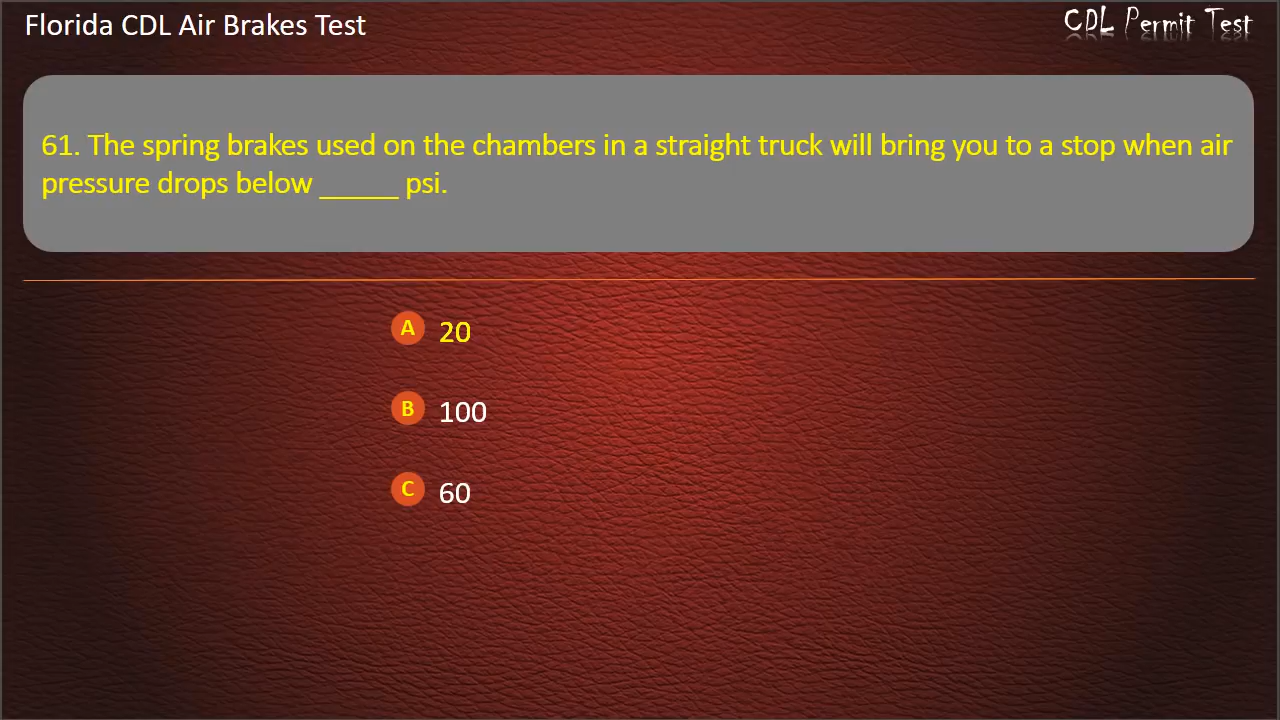 Florida CDL Air Brakes Test
CDL Permit Test
61. The spring brakes used on the chambers in a straight truck will bring you to a stop when air
pressure drops below _____ psi.
A 20
B 100
C 60